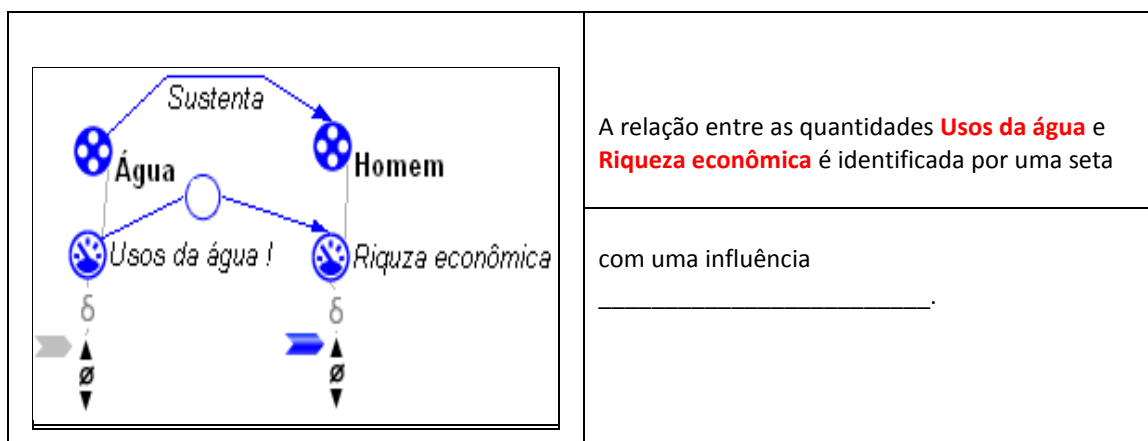 Sustenta
Água
Homem
Usos da água !
Riquza econômica
δ
δ
ø
ø
A relação entre as quantidades Usos da água e
Riqueza econômica é identificada por uma seta
com uma influência
_________________________.